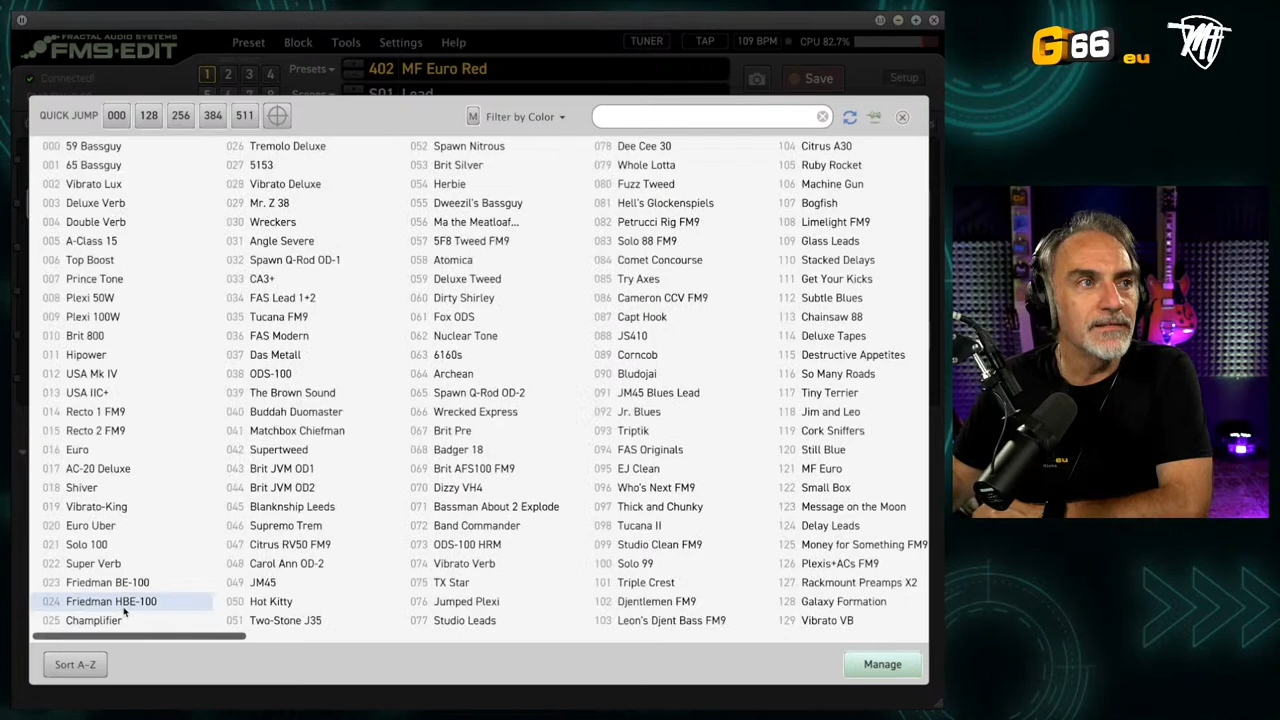 FRACTAL AUDIO SYSTEMS
FM9-EDIT
Preset Block Tools Settings Help
TUNER TAP 109 BPM CPU 82.7%
Connected!
1 2 3 4
Presets
402 MF Euro Red
Save
Setup
S01 Lead
G 66 eu
QUICK JUMP 000 128 256 384 511
M Filter by Color
000 59 Bassguy
001 65 Bassguy
002 Vibrato Lux
003 Deluxe Verb
004 Double Verb
005 A-Class 15
006 Top Boost
007 Prince Tone
008 Plexi 50W
009 Plexi 100W
010 Brit 800
011 Hipower
012 USA Mk IV
013 USA IIC+
014 Recto 1 FM9
015 Recto 2 FM9
016 Euro
017 AC-20 Deluxe
018 Shiver
019 Vibrato-King
020 Euro Uber
021 Solo 100
022 Super Verb
023 Friedman BE-100
024 Friedman HBE-100
025 Champlifier
026 Tremolo Deluxe
027 5153
028 Vibrato Deluxe
029 Mr. Z 38
030 Wreckers
031 Angle Severe
032 Spawn Q-Rod OD-1
033 CA3+
034 FAS Lead 1+2
035 Tucana FM9
036 FAS Modern
037 Das Metall
038 ODS-100
039 The Brown Sound
040 Buddah Duomaster
041 Matchbox Chiefman
042 Supertweed
043 Brit JVM OD1
044 Brit JVM OD2
045 Blanknship Leeds
046 Supremo Trem
047 Citrus RV50 FM9
048 Carol Ann OD-2
049 JM45
050 Hot Kitty
051 Two-Stone J35
052 Spawn Nitrous
053 Brit Silver
054 Herbie
055 Dweezil's Bassguy
056 Ma the Meatloaf...
057 5F8 Tweed FM9
058 Atomica
059 Deluxe Tweed
060 Dirty Shirley
061 Fox ODS
062 Nuclear Tone
063 6160s
064 Archean
065 Spawn Q-Rod OD-2
066 Wrecked Express
067 Brit Pre
068 Badger 18
069 Brit AFS100 FM9
070 Dizzy VH4
071 Bassman About 2 Explode
072 Band Commander
073 ODS-100 HRM
074 Vibrato Verb
075 TX Star
076 Jumped Plexi
077 Studio Leads
078 Dee Cee 30
079 Whole Lotta
080 Fuzz Tweed
081 Hell's Glockenspiels
082 Petrucci Rig FM9
083 Solo 88 FM9
084 Comet Concourse
085 Try Axes
086 Cameron CCV FM9
087 Capt Hook
088 JS410
089 Corncob
090 Bludojai
091 JM45 Blues Lead
092 Jr. Blues
093 Triptik
094 FAS Originals
095 EJ Clean
096 Who's Next FM9
097 Thick and Chunky
098 Tucana II
099 Studio Clean FM9
100 Solo 99
101 Triple Crest
102 Djentlemen FM9
103 Leon's Djent Bass FM9
104 Citrus A30
105 Ruby Rocket
106 Machine Gun
107 Bogfish
108 Limelight FM9
109 Glass Leads
110 Stacked Delays
111 Get Your Kicks
112 Subtle Blues
113 Chainsaw 88
114 Deluxe Tapes
115 Destructive Appetites
116 So Many Roads
117 Tiny Terrier
118 Jim and Leo
119 Cork Sniffers
120 Still Blue
121 MF Euro
122 Small Box
123 Message on the Moon
124 Delay Leads
125 Money for Something FM9
126 Plexis+ACs FM9
127 Rackmount Preamps X2
128 Galaxy Formation
129 Vibrato VB
Sort A-Z
Manage
eu